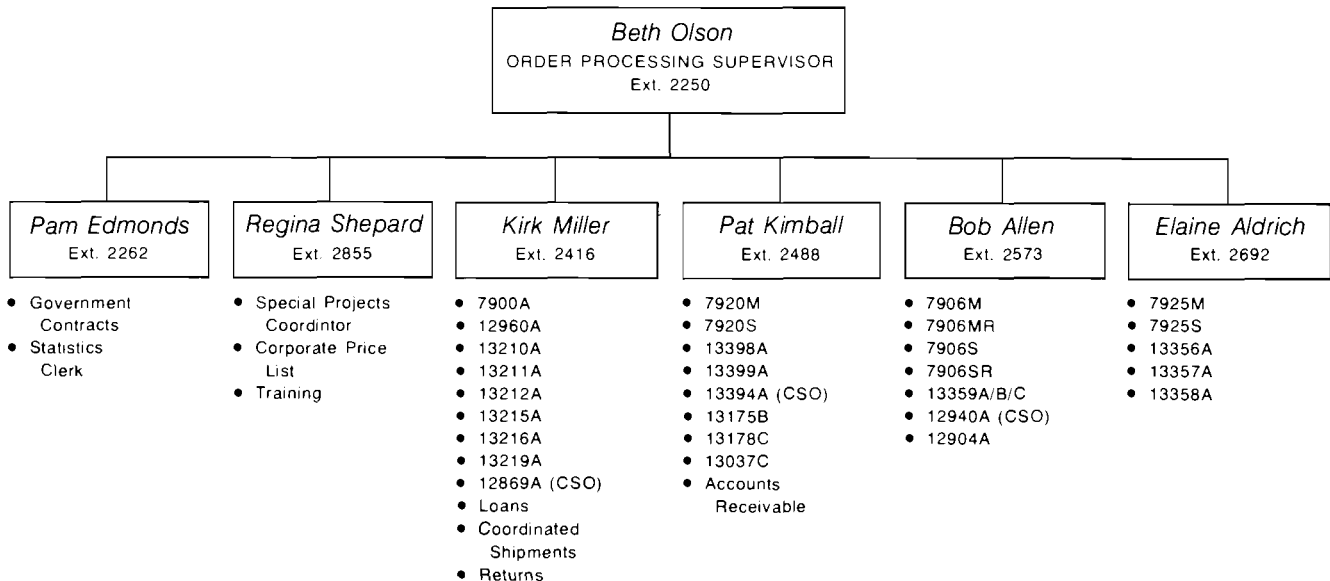 Beth Olson
ORDER PROCESSING SUPERVISOR
Ext. 2250
Pam Edmonds
Ext. 2262
• Government
Contracts
• Statistics
Clerk
Regina Shepard
Ext. 2855
• Special Projects
Coordintor
• Corporate Price
List
• Training
Kirk Miller
Ext. 2416
• 7900A
• 12960A
• 13210A
• 13211A
• 13212A
• 13215A
• 13216A
• 13219A
• 12869A (CSO)
• Loans
• Coordinated
Shipments
• Returns
Pat Kimball
Ext. 2488
• 7920M
• 7920S
• 13398A
• 13399A
• 13394A (CSO)
• 13175B
• 13178C
• 13037C
• Accounts
Receivable
Bob Allen
Ext. 2573
• 7906M
• 7906MR
• 7906S
• 7906SR
• 13359A/B/C
• 12940A (CSO)
• 12904A
Elaine Aldrich
Ext. 2692
• 7925M
• 7925S
• 13356A
• 13357A
• 13358A